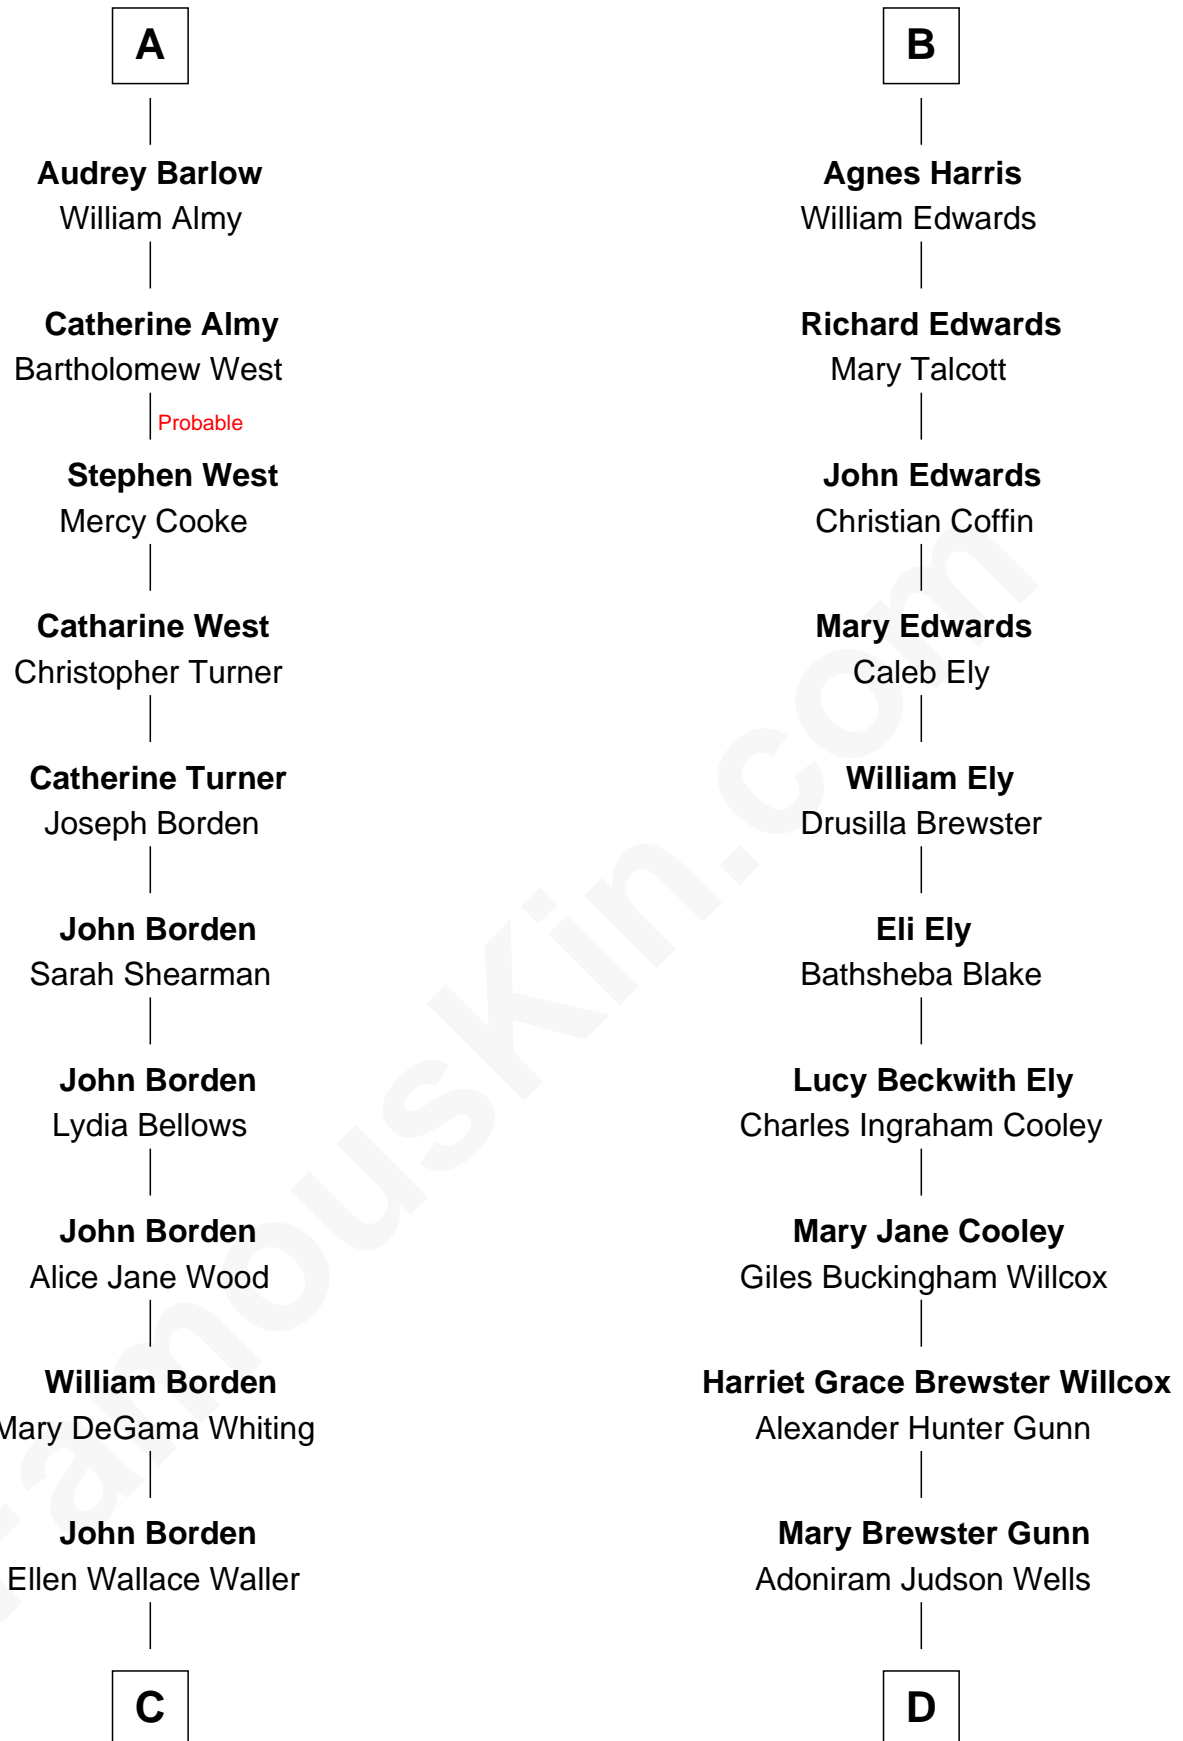 A
Audrey Barlow
William Almy
Catherine Almy
Bartholomew West
Probable
Stephen West
Mercy Cooke
Catharine West
Christopher Turner
Catherine Turner
Joseph Borden
John Borden
Sarah Shearman
John Borden
Lydia Bellows
John Borden
Alice Jane Wood
William Borden
Mary DeGama Whiting
John Borden
Ellen Wallace Waller
C
B
Agnes Harris
William Edwards
Richard Edwards
Mary Talcott
John Edwards
Christian Coffin
Mary Edwards
Caleb Ely
William Ely
Drusilla Brewster
Eli Ely
Bathsheba Blake
Lucy Beckwith Ely
Charles Ingraham Cooley
Mary Jane Cooley
Giles Buckingham Willcox
Harriet Grace Brewster Willcox
Alexander Hunter Gunn
Mary Brewster Gunn
Adoniram Judson Wells
D
FamousKin.com